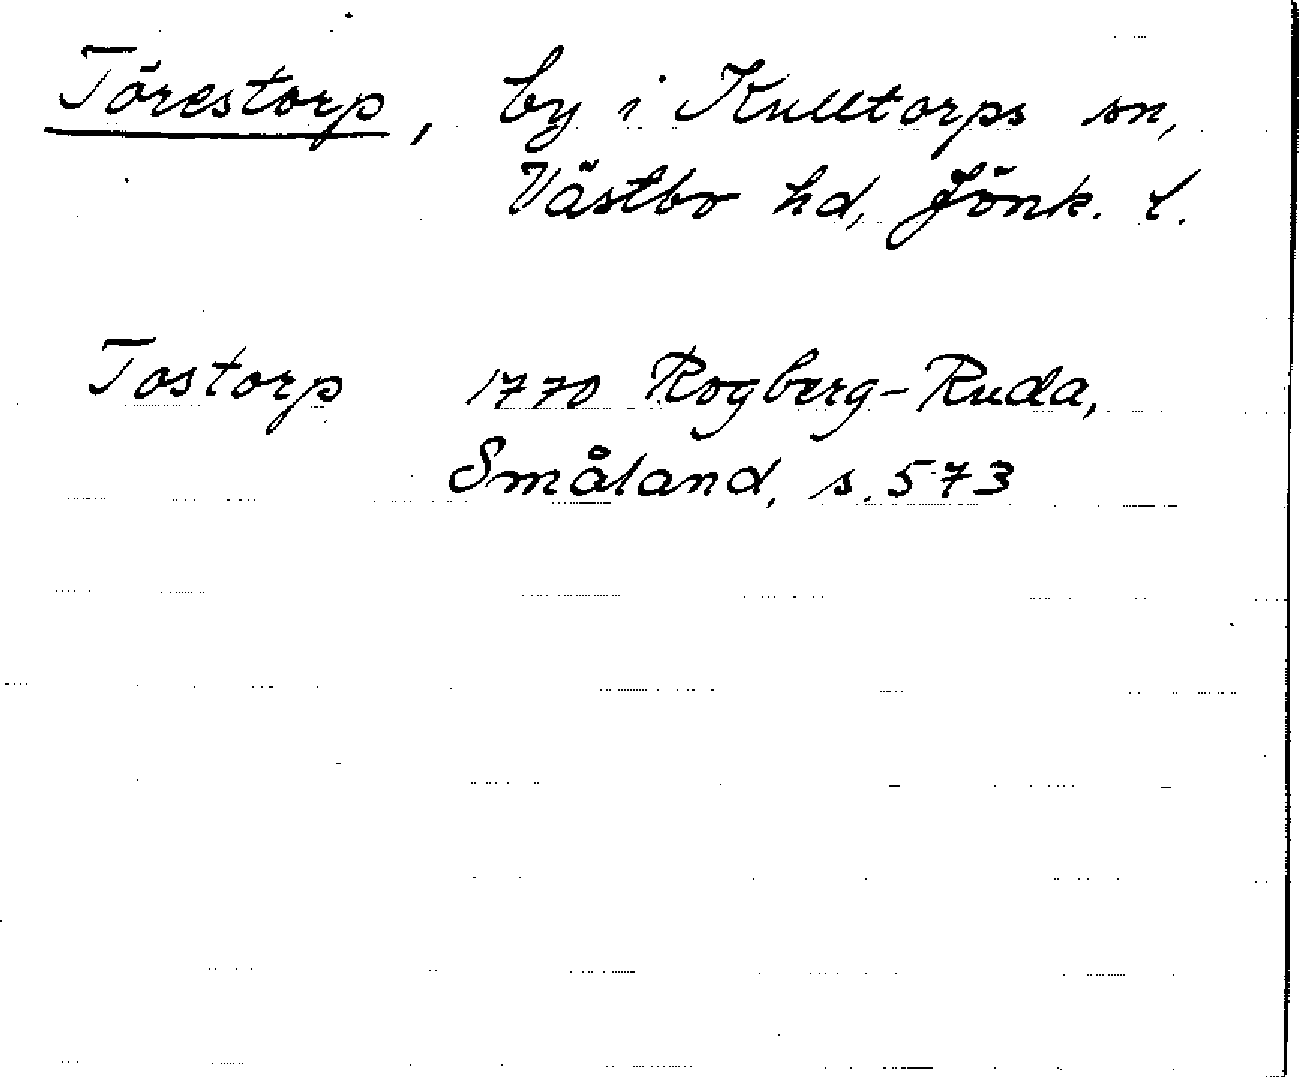 Törestorp, by i Kulltorps sn,
Västbo hd, Jönk. l.
Tostorp 1770 Rogberg-Ruda,
Småland, s. 573